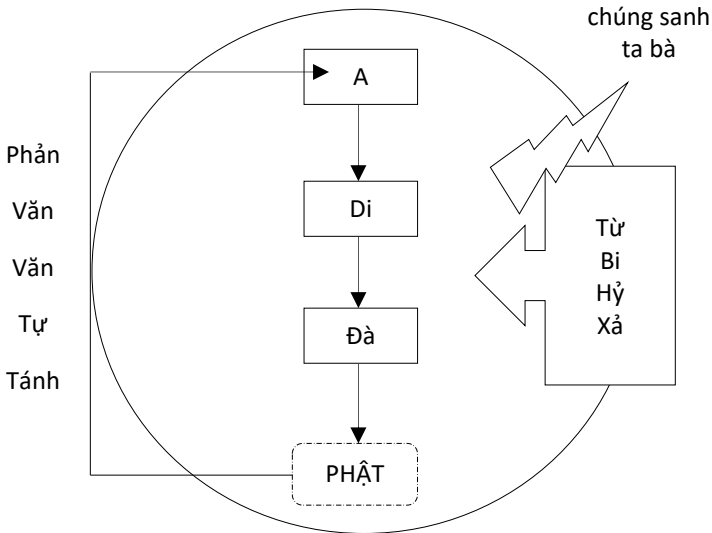 chúng sanh
ta bà
A
Phản
Văn
Văn
Tự
Tánh
Di
Đà
PHẬT
Từ
Bi
Hỷ
Xả